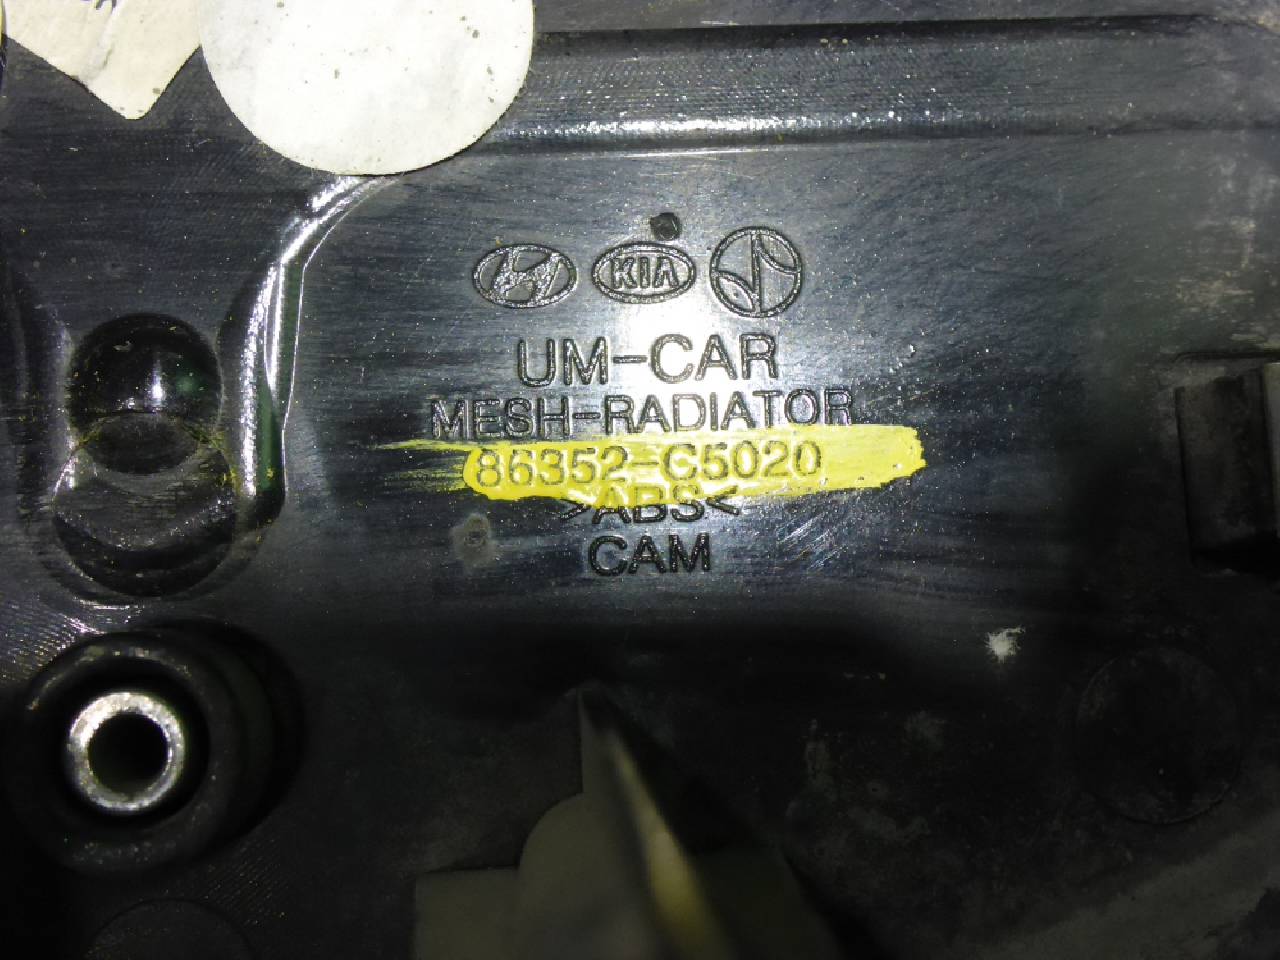 KIA
UM-CAR
MESH-RADIATOR
86352-C5020
>ABS<
CAM